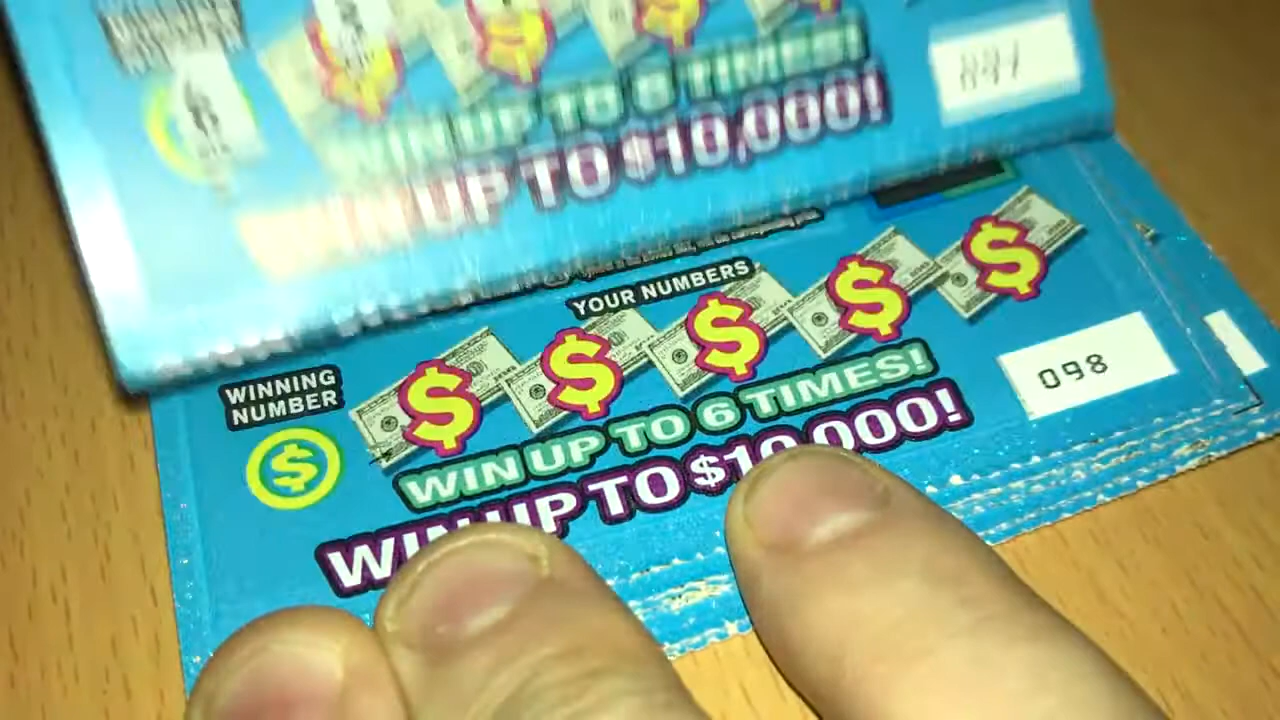 WIN UP TO 6 TIMES!
WIN UP TO $10,000!
YOUR NUMBERS
WINNING
NUMBER
$
$ $ $ $ $
098
WIN UP TO 6 TIMES!
WIN UP TO $10,000!